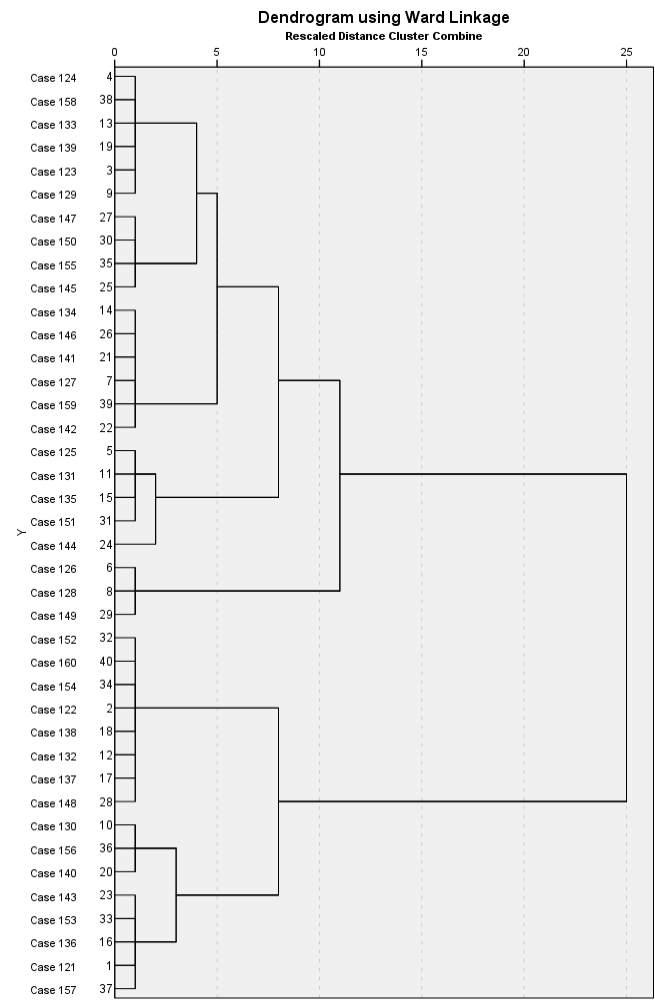 Dendrogram using Ward Linkage
Rescaled Distance Cluster Combine
0 5 10 15 20 25
Case 124 4
Case 158 38
Case 133 13
Case 139 19
Case 123 3
Case 129 9
Case 147 27
Case 150 30
Case 155 35
Case 145 25
Case 134 14
Case 146 26
Case 141 21
Case 127 7
Case 159 39
Case 142 22
Case 125 5
Case 131 11
Case 135 15
Case 151 31
Y
Case 144 24
Case 126 6
Case 128 8
Case 149 29
Case 152 32
Case 160 40
Case 154 34
Case 122 2
Case 138 18
Case 132 12
Case 137 17
Case 148 28
Case 130 10
Case 156 36
Case 140 20
Case 143 23
Case 153 33
Case 136 16
Case 121 1
Case 157 37